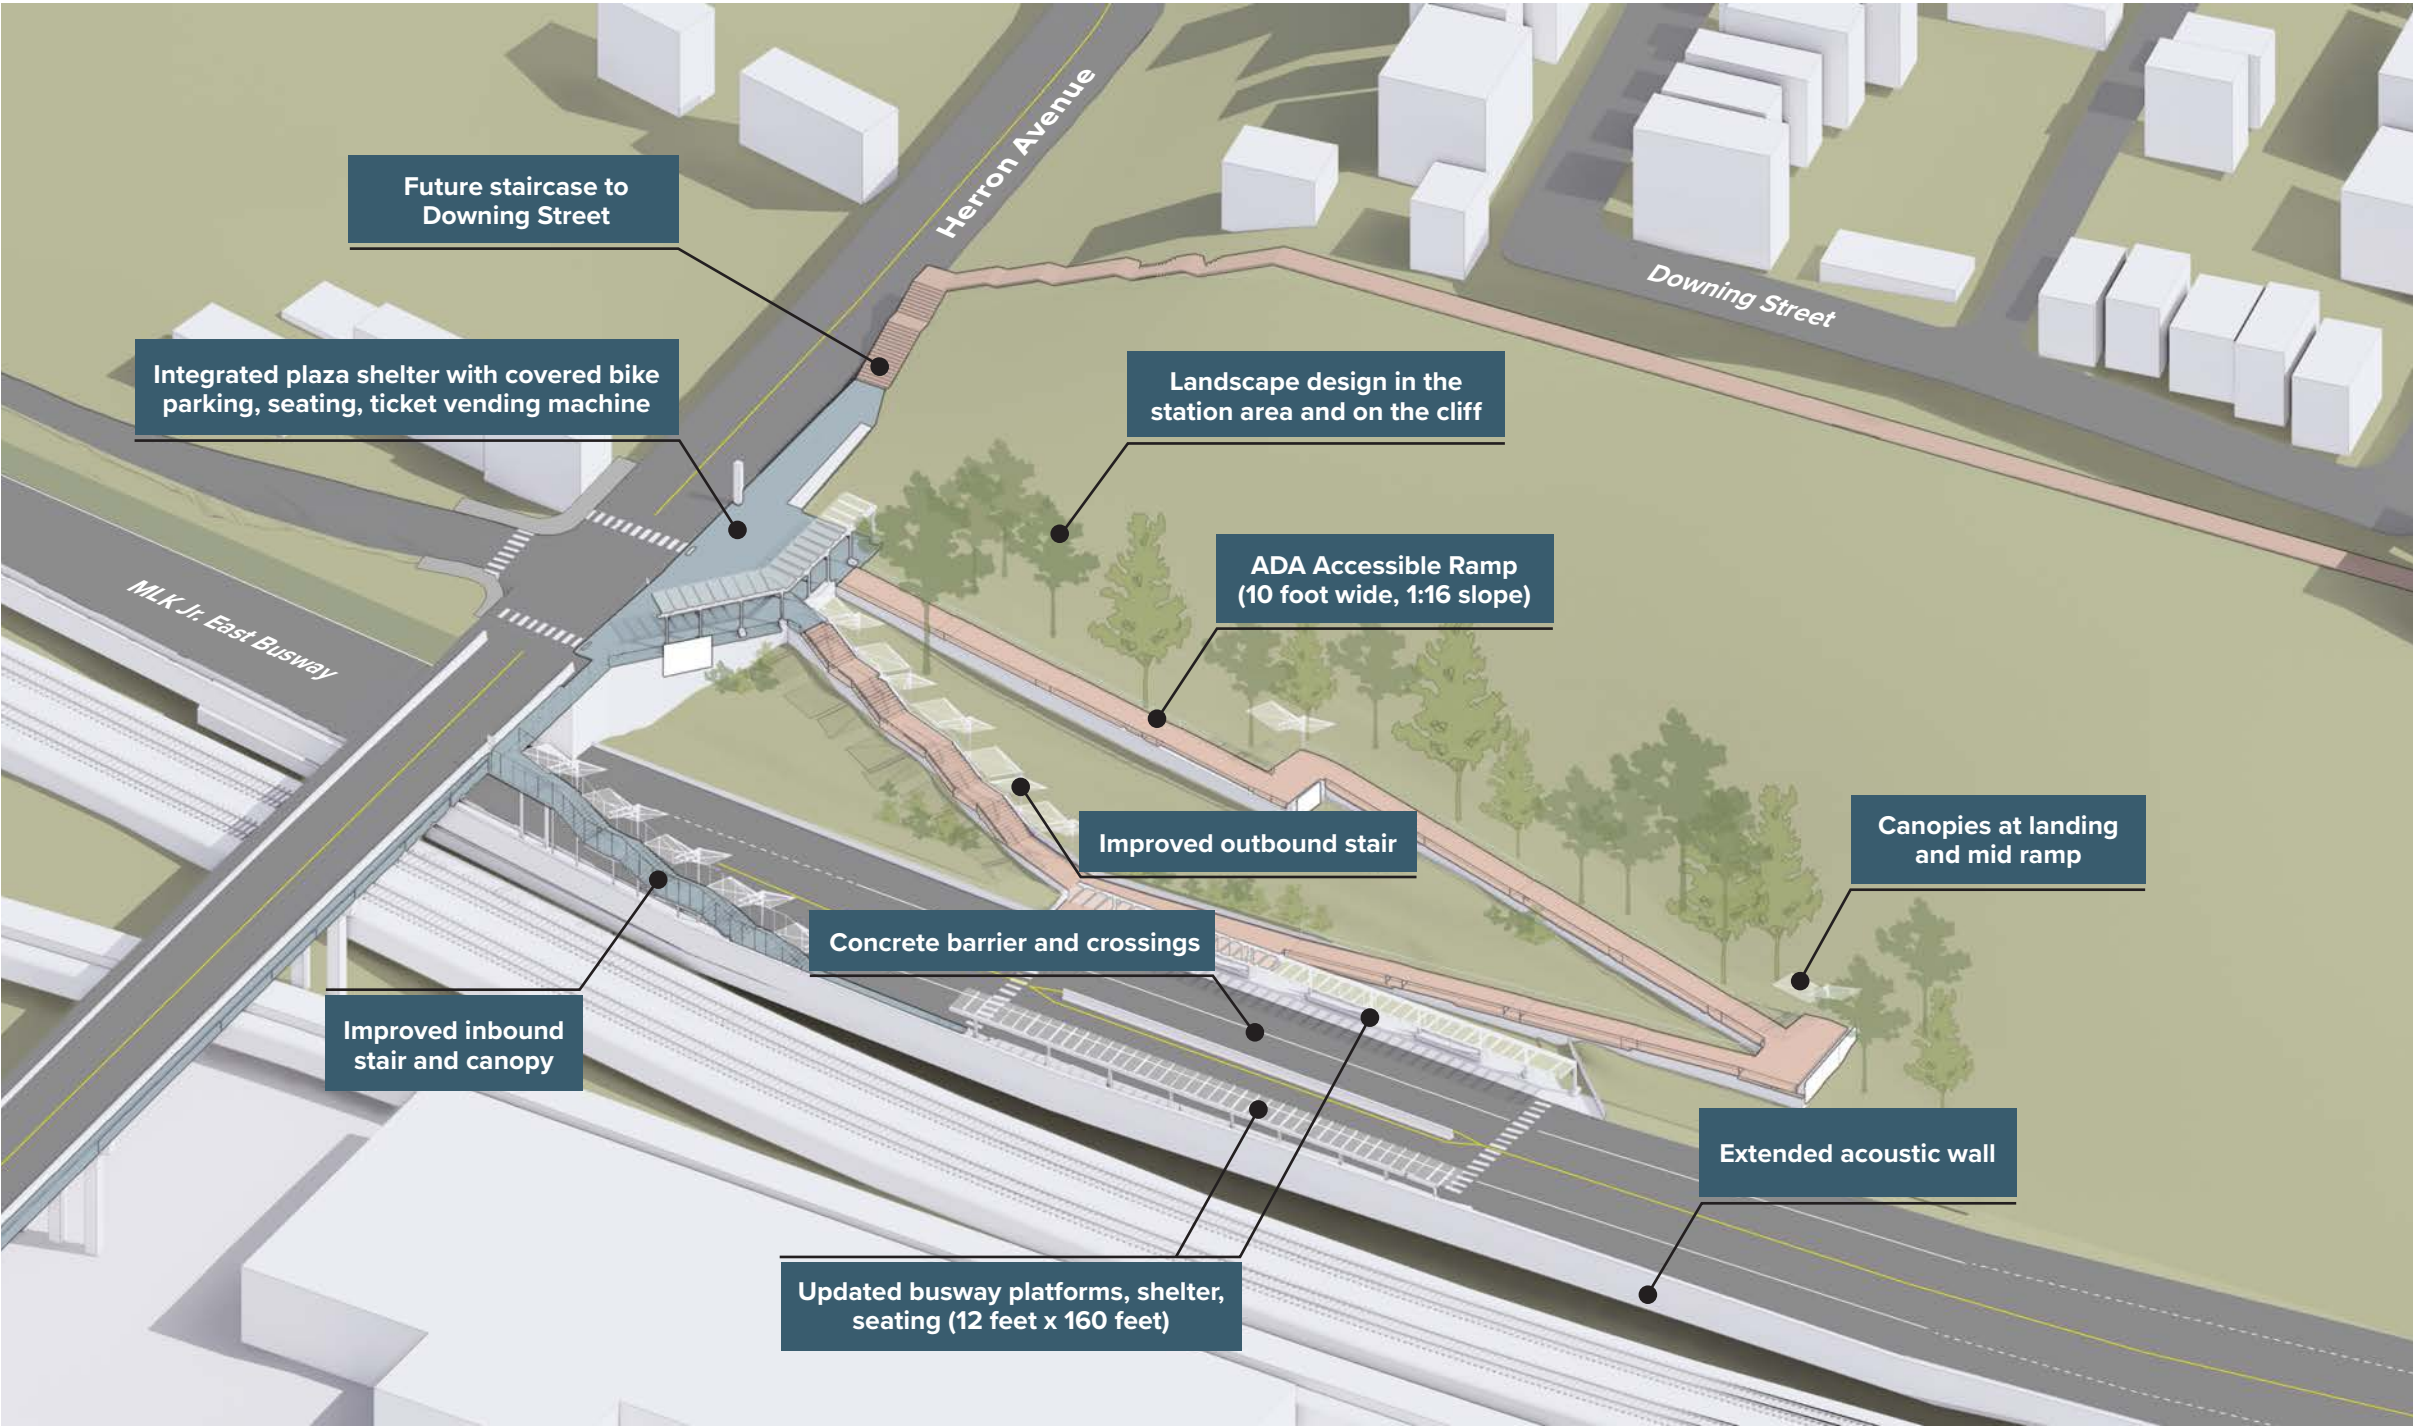 Herron Avenue
Future staircase to
Downing Street
Downing Street
Integrated plaza shelter with covered bike
parking, seating, ticket vending machine
Landscape design in the
station area and on the cliff
ADA Accessible Ramp
(10 foot wide, 1:16 slope)
MLK Jr. East Busway
Improved outbound stair
Canopies at landing
and mid ramp
Concrete barrier and crossings
Improved inbound
stair and canopy
Extended acoustic wall
Updated busway platforms, shelter,
seating (12 feet x 160 feet)